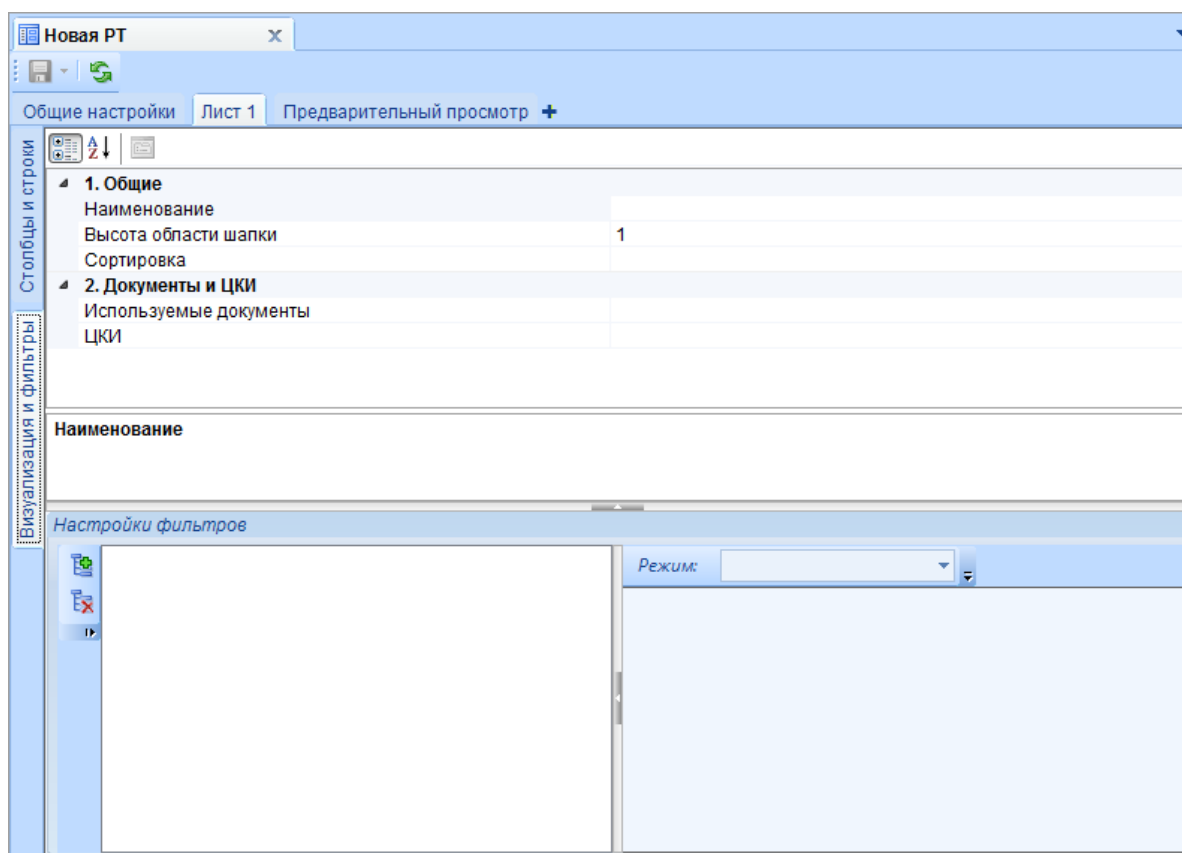 Новая РТ
Общие настройки Лист 1 Предварительный просмотр
Столбцы и строки
Визуализация и фильтры
1. Общие
Наименование
Высота области шапки 1
Сортировка
2. Документы и ЦКИ
Используемые документы
ЦКИ
Наименование
Настройки фильтров
Режим: